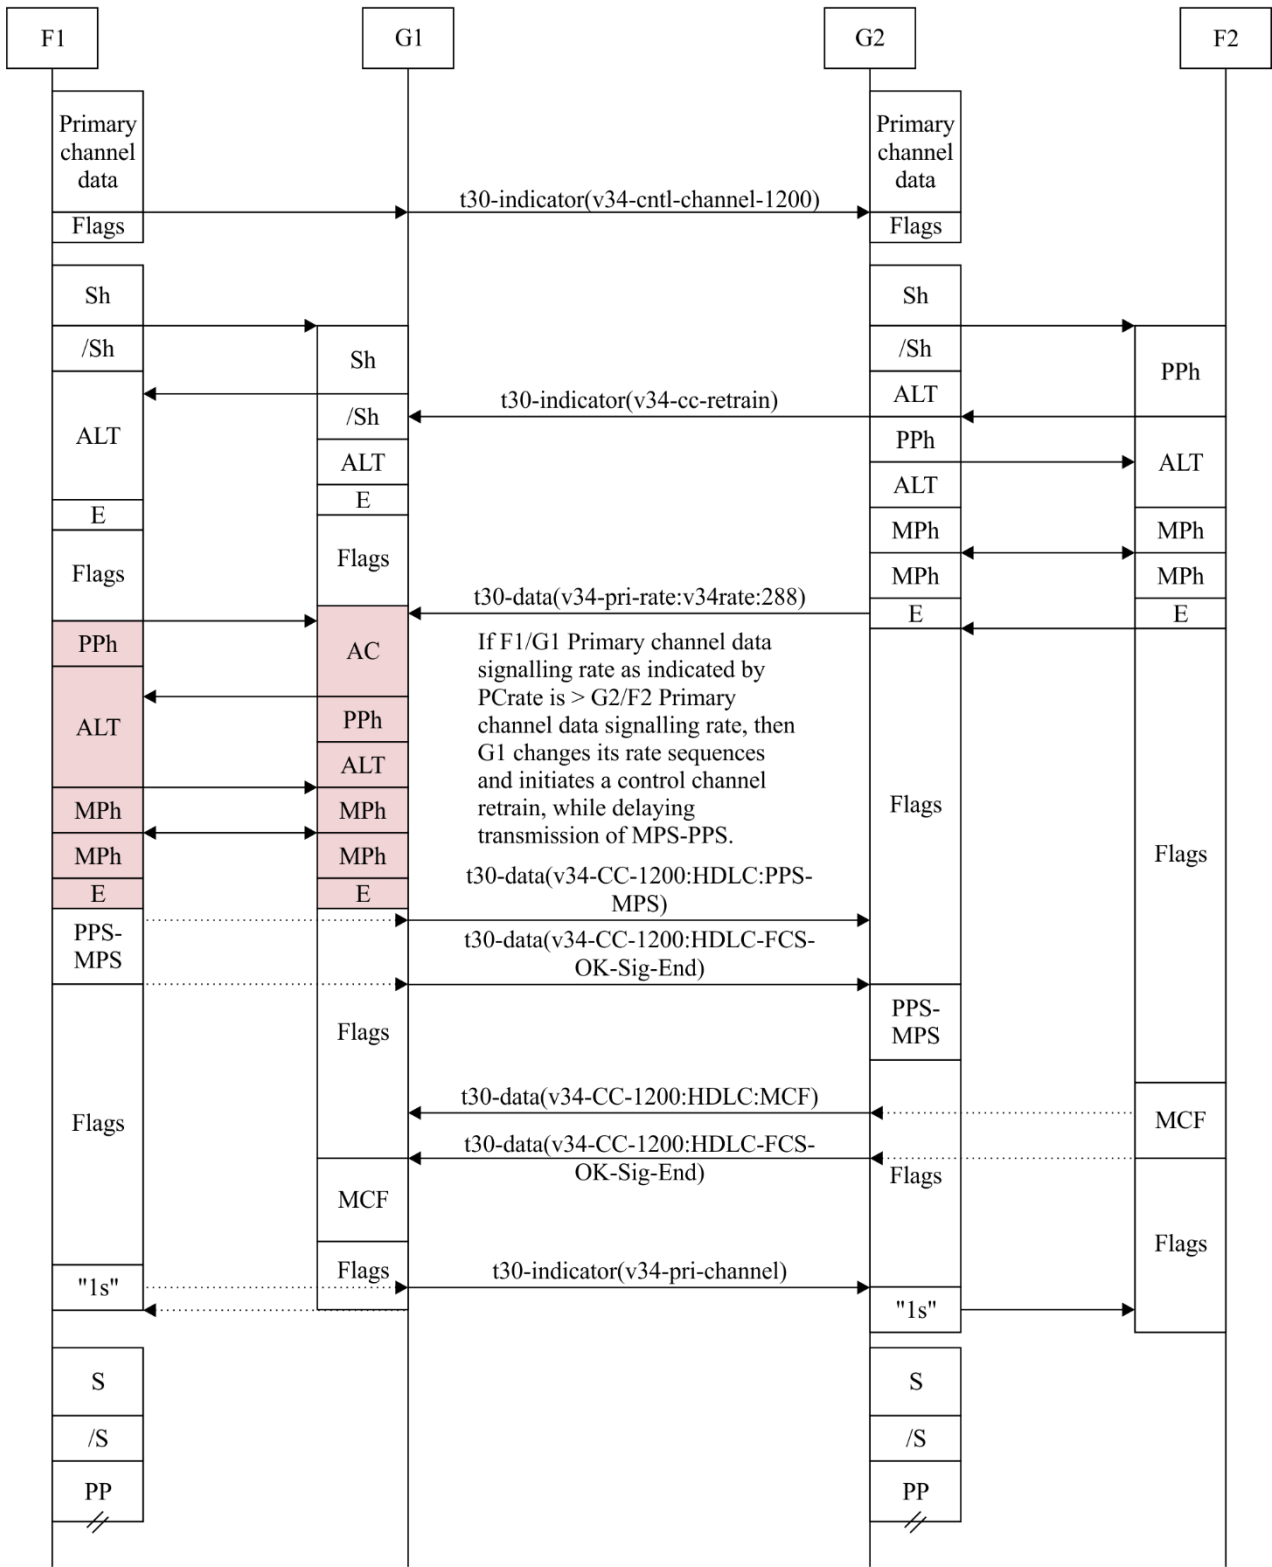 F1
G1
G2
F2
Primary
channel
data
Primary
channel
data
t30-indicator(v34-cntl-channel-1200)
Flags
Flags
Sh
Sh
/Sh
Sh
/Sh
PPh
ALT
t30-indicator(v34-cc-retrain)
/Sh
ALT
PPh
ALT
ALT
ALT
E
E
MPh
MPh
Flags
Flags
MPh
MPh
t30-data(v34-pri-rate:v34rate:288)
E
E
PPh
AC
If F1/G1 Primary channel data
signalling rate as indicated by
PCrate is > G2/F2 Primary
channel data signalling rate, then
G1 changes its rate sequences
and initiates a control channel
retrain, while delaying
transmission of MPS-PPS.
ALT
PPh
ALT
MPh
MPh
Flags
MPh
MPh
Flags
E
E
t30-data(v34-CC-1200:HDLC:PPS-
MPS)
PPS-
MPS
t30-data(v34-CC-1200:HDLC-FCS-
OK-Sig-End)
Flags
PPS-
MPS
t30-data(v34-CC-1200:HDLC:MCF)
Flags
MCF
t30-data(v34-CC-1200:HDLC-FCS-
OK-Sig-End)
Flags
MCF
Flags
Flags
t30-indicator(v34-pri-channel)
"1s"
"1s"
S
S
/S
/S
PP
PP